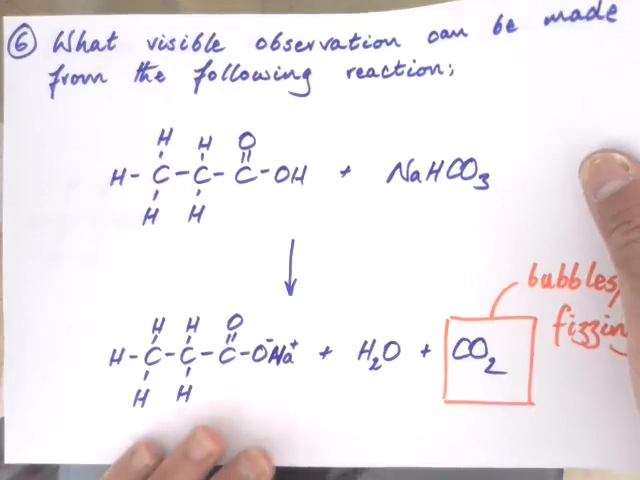 ⑥ What visible observation can be made
from the following reaction;
H H O
H-C-C-C-OH + NaHCO₃
H H
↓
H H O
H-C-C-C-O⁻Na⁺ + H₂O + CO₂
H H
bubbles,
fizzin